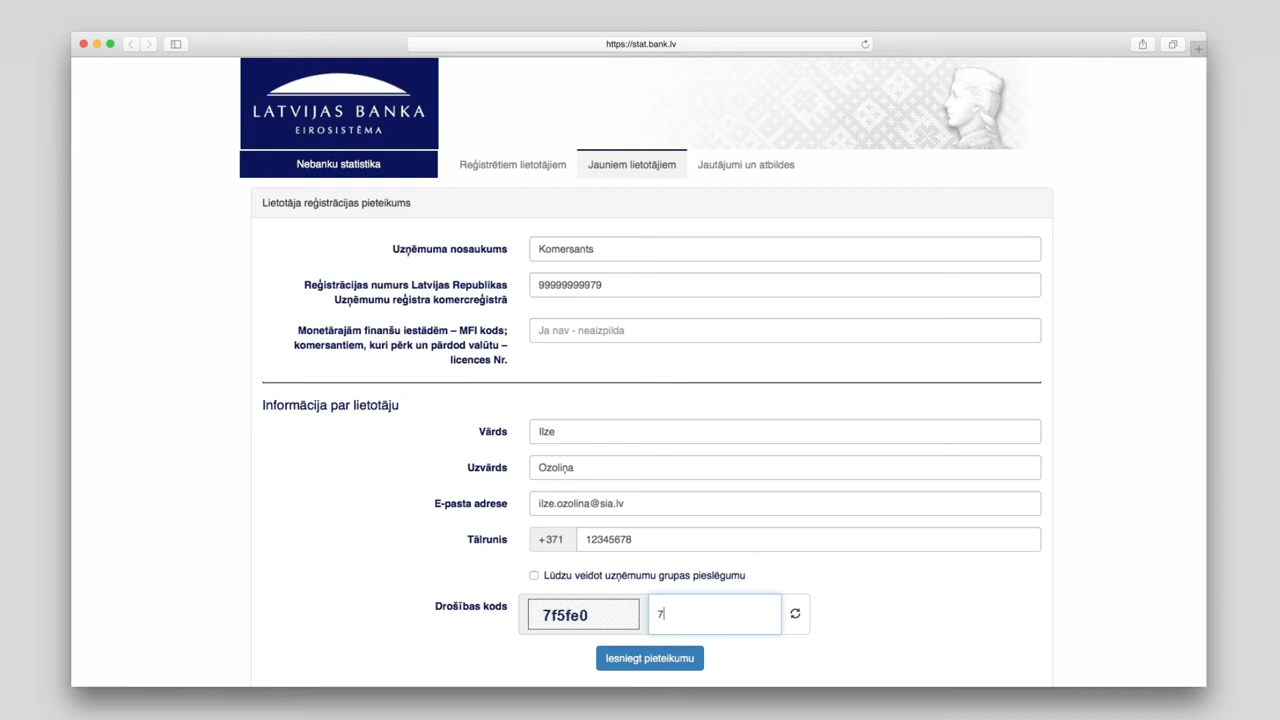 https://stat.bank.lv
LATVIJAS BANKA
EIROSISTĒMA
Nebanku statistika
Reģistrētiem lietotājiem
Jauniem lietotājiem
Jautājumi un atbildes
Lietotāja reģistrācijas pieteikums
Uzņēmuma nosaukums
Komersants
Reģistrācijas numurs Latvijas Republikas
Uzņēmumu reģistra komercreģistrā
99999999979
Monetārajām finanšu iestādēm – MFI kods;
komersantiem, kuri pērk un pārdod valūtu –
licences Nr.
Ja nav - neaizpilda
Informācija par lietotāju
Vārds
Ilze
Uzvārds
Ozoliņa
E-pasta adrese
ilze.ozolina@sia.lv
Tālrunis
+371
12345678
Lūdzu veidot uzņēmumu grupas pieslēgumu
Drošības kods
7f5fe0
7
Iesniegt pieteikumu